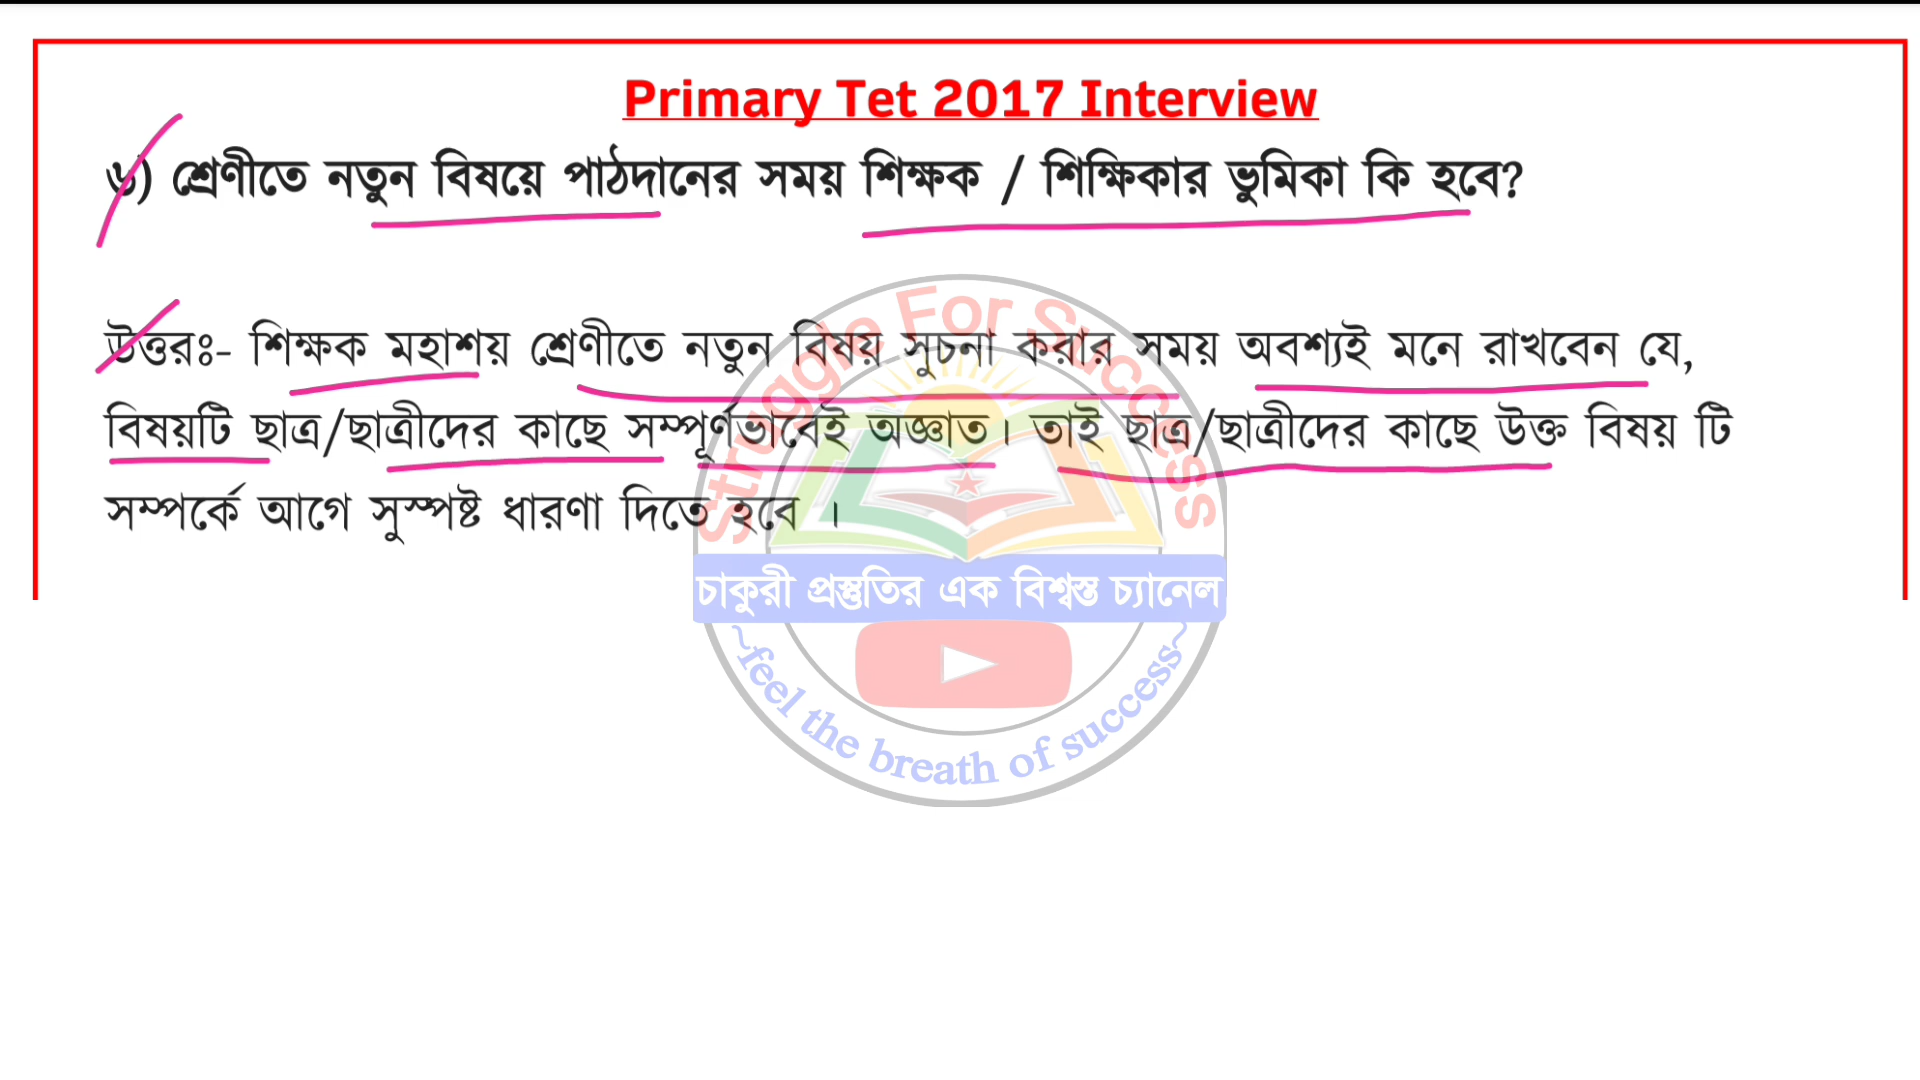 Primary Tet 2017 Interview
৬) শ্রেণীতে নতুন বিষয়ে পাঠদানের সময় শিক্ষক / শিক্ষিকার ভুমিকা কি হবে?
উত্তরঃ- শিক্ষক মহাশয় শ্রেণীতে নতুন বিষয় সুচনা করার সময় অবশ্যই মনে রাখবেন যে,
বিষয়টি ছাত্র/ছাত্রীদের কাছে সম্পূর্ণভাবেই অজ্ঞাত। তাই ছাত্র/ছাত্রীদের কাছে উক্ত বিষয় টি
সম্পর্কে আগে সুস্পষ্ট ধারণা দিতে হবে ।
Struggle For Success
চাকুরী প্রস্তুতির এক বিশ্বস্ত চ্যানেল
~feel the breath of success~